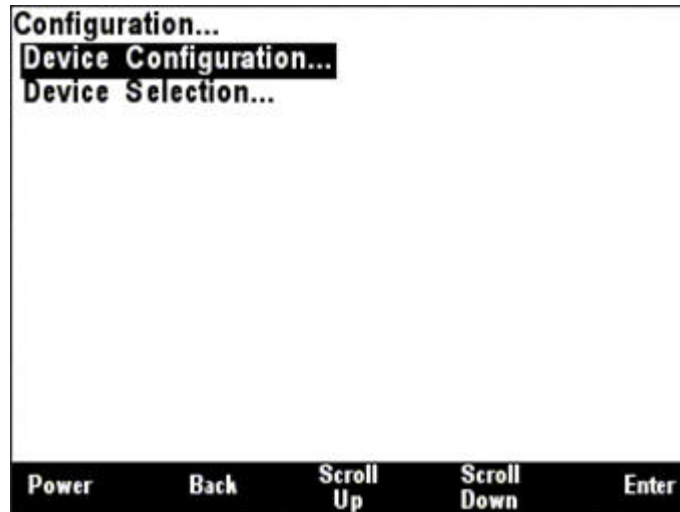 Configuration...
Device Configuration...
Device Selection...
Power Back Scroll Up Scroll Down Enter